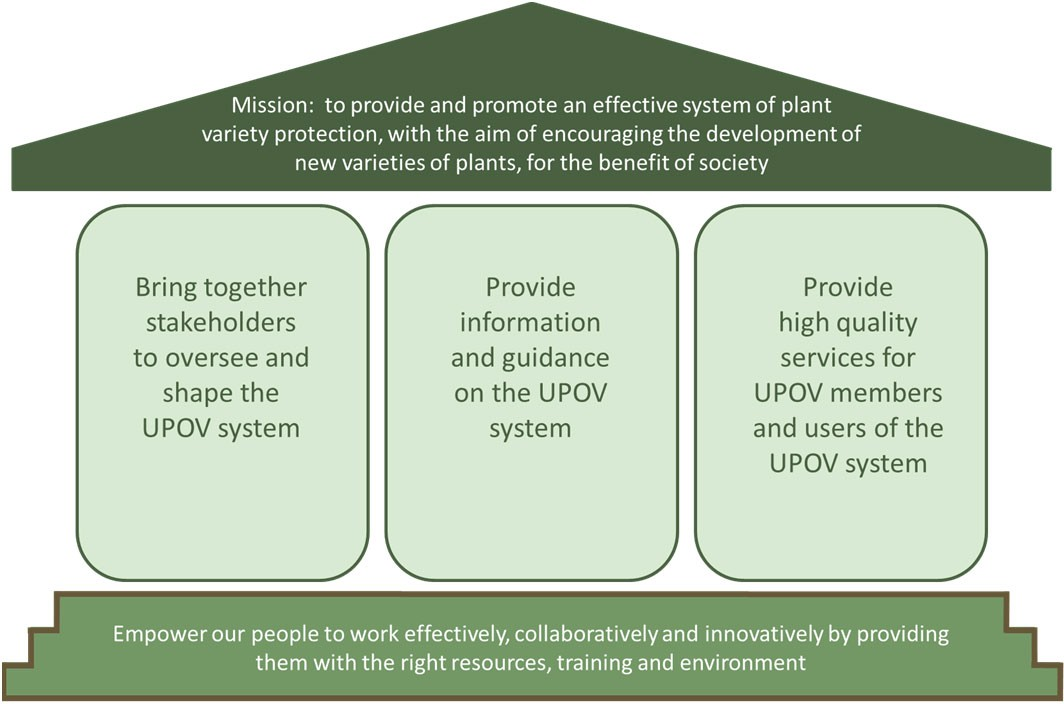 Mission:  to provide and promote an effective system of plant
variety protection, with the aim of encouraging the development of
new varieties of plants, for the benefit of society
Bring together
stakeholders
to oversee and
shape the
UPOV system
Provide
information
and guidance
on the UPOV
system
Provide
high quality
services for
UPOV members
and users of the
UPOV system
Empower our people to work effectively, collaboratively and innovatively by providing
them with the right resources, training and environment